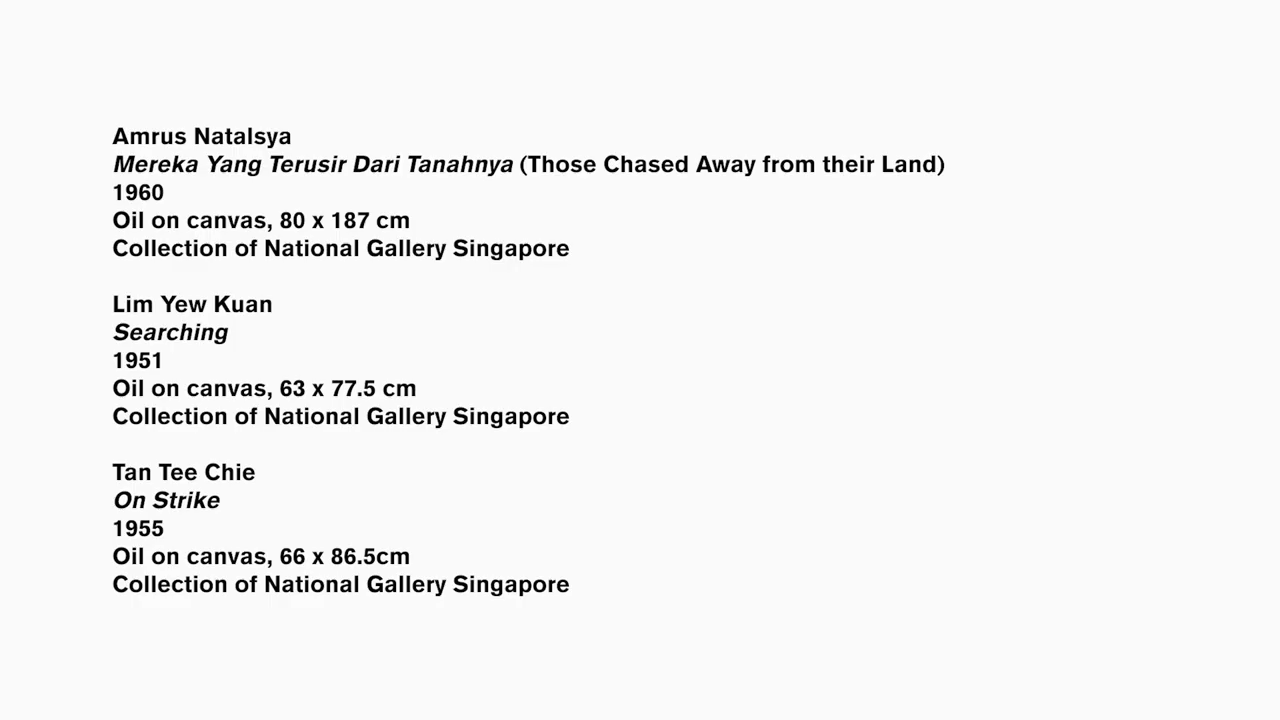 Amrus Natalsya
Mereka Yang Terusir Dari Tanahnya (Those Chased Away from their Land)
1960
Oil on canvas, 80 x 187 cm
Collection of National Gallery Singapore
Lim Yew Kuan
Searching
1951
Oil on canvas, 63 x 77.5 cm
Collection of National Gallery Singapore
Tan Tee Chie
On Strike
1955
Oil on canvas, 66 x 86.5cm
Collection of National Gallery Singapore